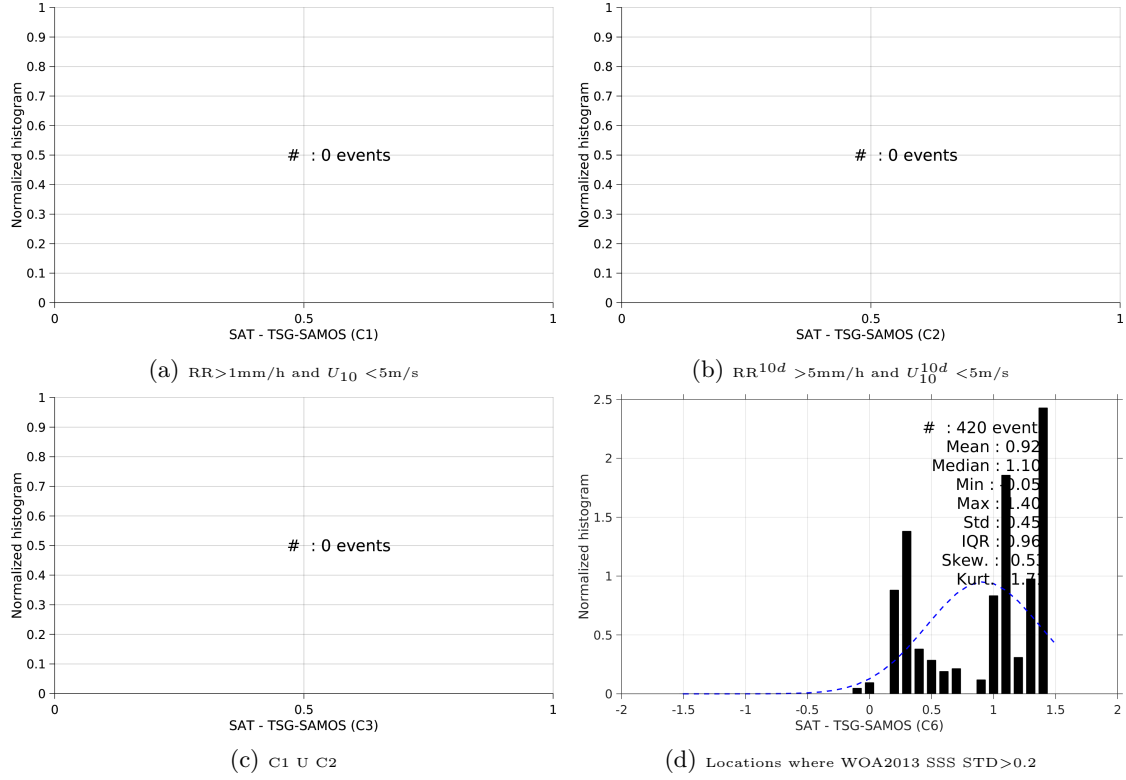 1
0.9
0.8
0.7
0.6
0.5
0.4
0.3
0.2
0.1
0
Normalized histogram
# : 0 events
0 0.5 1
SAT - TSG-SAMOS (C1)
(a) RR>1mm/h and U10 <5m/s
1
0.9
0.8
0.7
0.6
0.5
0.4
0.3
0.2
0.1
0
Normalized histogram
# : 0 events
0 0.5 1
SAT - TSG-SAMOS (C2)
(b) RR10d >5mm/h and U10d10 <5m/s
1
0.9
0.8
0.7
0.6
0.5
0.4
0.3
0.2
0.1
0
Normalized histogram
# : 0 events
0 0.5 1
SAT - TSG-SAMOS (C3)
(c) C1 U C2
2.5
2
1.5
1
0.5
0
Normalized histogram
# : 420 events
Mean : 0.92
Median : 1.10
Min : -0.05
Max : 1.40
Std : 0.45
IQR : 0.96
Skew. :
Kurt. :
-2 -1.5 -1 -0.5 0 0.5 1 1.5 2
SAT - TSG-SAMOS (C6)
(d) Locations where WOA2013 SSS STD>0.2